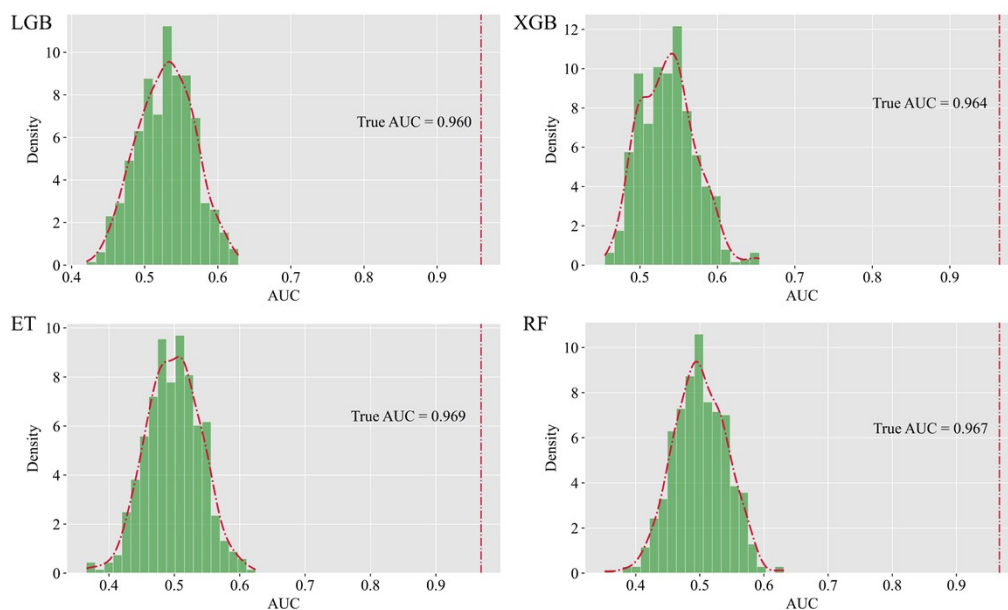 LGB
10
8
6
4
2
0
Density
True AUC = 0.960
0.4 0.5 0.6 0.7 0.8 0.9
AUC
XGB
12
10
8
6
4
2
0
Density
True AUC = 0.964
0.5 0.6 0.7 0.8 0.9
AUC
ET
10
8
6
4
2
0
Density
True AUC = 0.969
0.4 0.5 0.6 0.7 0.8 0.9
AUC
RF
10
8
6
4
2
0
Density
True AUC = 0.967
0.4 0.5 0.6 0.7 0.8 0.9
AUC